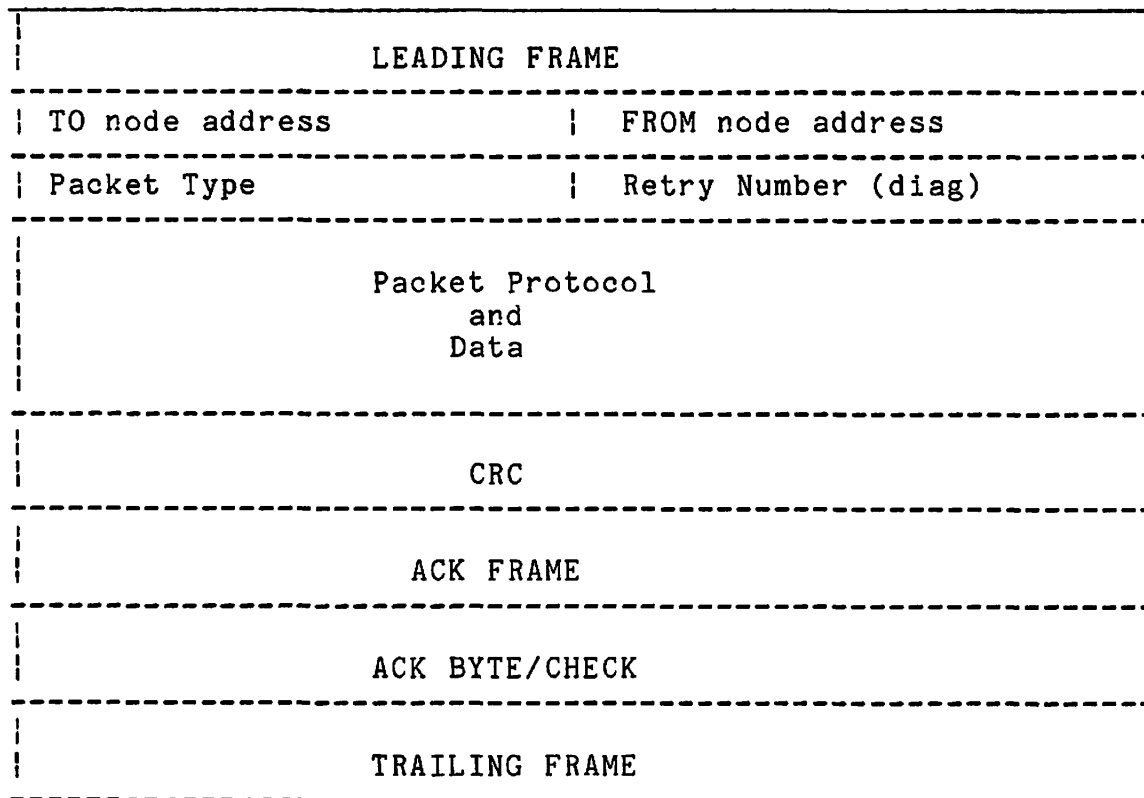 LEADING FRAME
TO node address | FROM node address
Packet Type | Retry Number (diag)
Packet Protocol
and
Data
CRC
ACK FRAME
ACK BYTE/CHECK
TRAILING FRAME